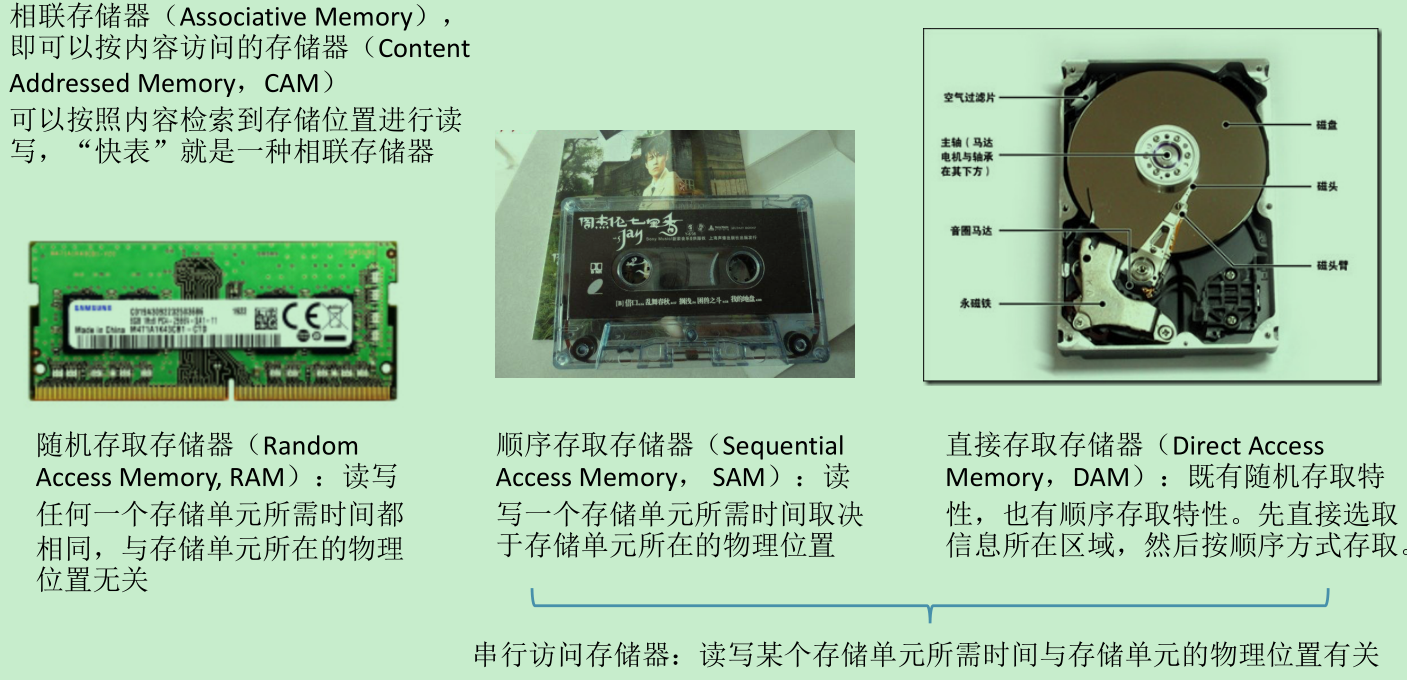 相联存储器（Associative Memory），
即可以按内容访问的存储器（Content
Addressed Memory，CAM）
可以按照内容检索到存储位置进行读
写，“快表”就是一种相联存储器
SAMSUNG
Made in China
周杰伦七里香
Jay
空气过滤片
主轴（马达
电机与轴承
在其下方）
音圈马达
永磁铁
磁盘
磁头
磁头臂
随机存取存储器（Random
Access Memory, RAM）：读写
任何一个存储单元所需时间都
相同，与存储单元所在的物理
位置无关
顺序存取存储器（Sequential
Access Memory， SAM）：读
写一个存储单元所需时间取决
于存储单元所在的物理位置
直接存取存储器（Direct Access
Memory，DAM）：既有随机存取特
性，也有顺序存取特性。先直接选取
信息所在区域，然后按顺序方式存取。
串行访问存储器：读写某个存储单元所需时间与存储单元的物理位置有关